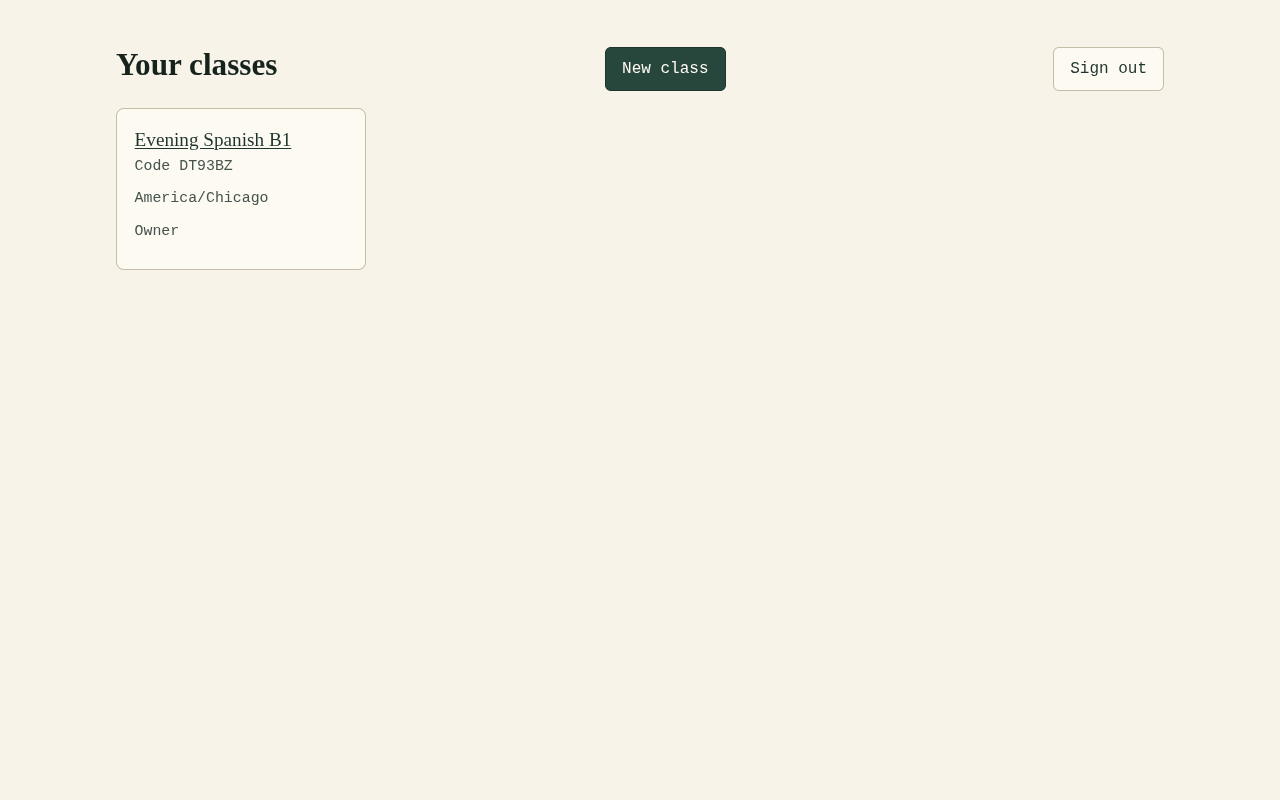 Your classes
New class
Sign out
Evening Spanish B1
Code DT93BZ
America/Chicago
Owner